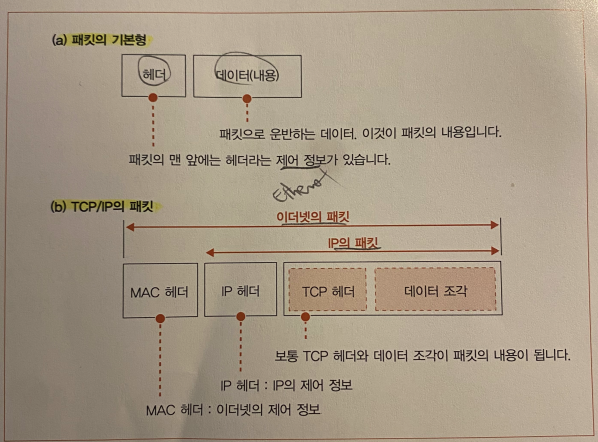 (a) 패킷의 기본형
헤더 데이터(내용)
패킷으로 운반하는 데이터. 이것이 패킷의 내용입니다.
패킷의 맨 앞에는 헤더라는 제어 정보가 있습니다.
Ethernet
(b) TCP/IP의 패킷
이더넷의 패킷
IP의 패킷
MAC 헤더 IP 헤더 TCP 헤더 데이터 조각
보통 TCP 헤더와 데이터 조각이 패킷의 내용이 됩니다.
IP 헤더 : IP의 제어 정보
MAC 헤더 : 이더넷의 제어 정보